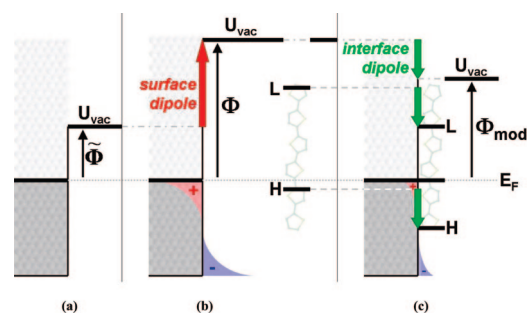 U_vac
Φ̃
(a)
U_vac
surface
dipole
Φ
+
-
(b)
L
H
interface
dipole
U_vac
L
Φ_mod
+
E_F
H
-
(c)